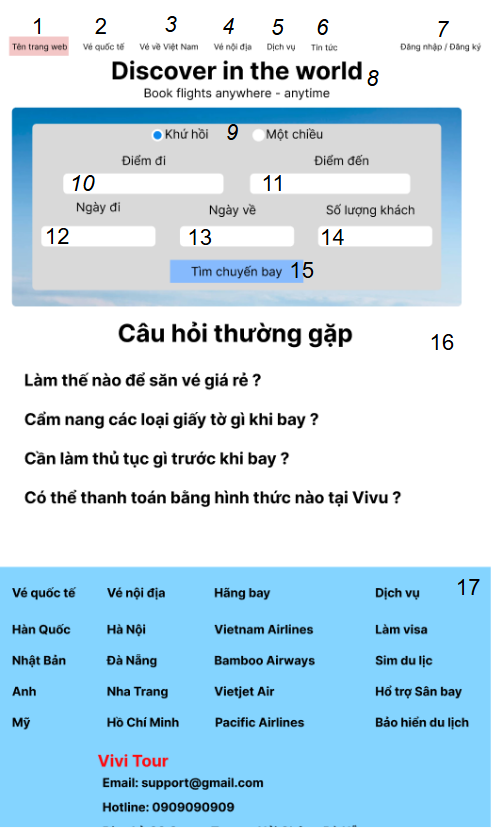 1 2 3 4 5 6 7
Tên trang web Vé quốc tế Vé về Việt Nam Vé nội địa Dịch vụ Tin tức Đăng nhập / Đăng ký
Discover in the world 8
Book flights anywhere - anytime
Khứ hồi 9 Một chiều
Điểm đi Điểm đến
10 11
Ngày đi Ngày về Số lượng khách
12 13 14
Tìm chuyến bay 15
Câu hỏi thường gặp 16
Làm thế nào để săn vé giá rẻ ?
Cẩm nang các loại giấy tờ gì khi bay ?
Cần làm thủ tục gì trước khi bay ?
Có thể thanh toán bằng hình thức nào tại Vivu ?
17
Vé quốc tế Vé nội địa Hãng bay Dịch vụ
Hàn Quốc Hà Nội Vietnam Airlines Làm visa
Nhật Bản Đà Nẵng Bamboo Airways Sim du lịc
Anh Nha Trang Vietjet Air Hổ trợ Sân bay
Mỹ Hồ Chí Minh Pacific Airlines Bảo hiển du lịch
Vivi Tour
Email: support@gmail.com
Hotline: 0909090909